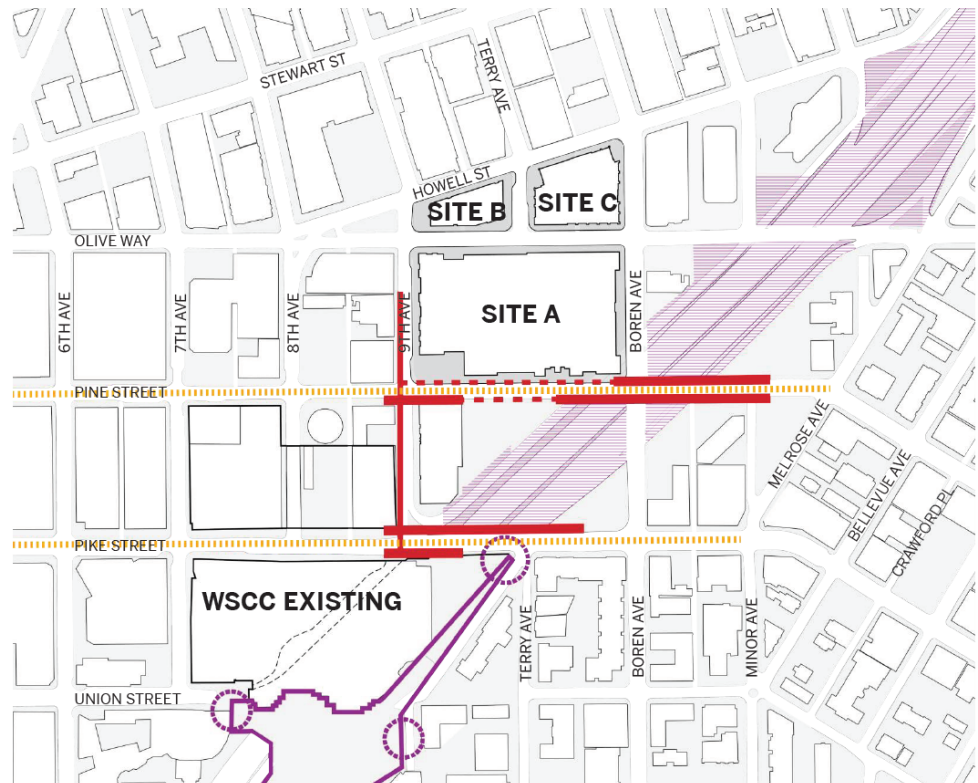 TERRY AVE
STEWART ST
HOWELL ST
SITE B
SITE C
OLIVE WAY
6TH AVE
7TH AVE
8TH AVE
9TH AVE
SITE A
BOREN AVE
PINE STREET
MELROSE AVE
BELLEVUE AVE
CRAWFORD PL
PIKE STREET
WSCC EXISTING
TERRY AVE
BOREN AVE
MINOR AVE
UNION STREET